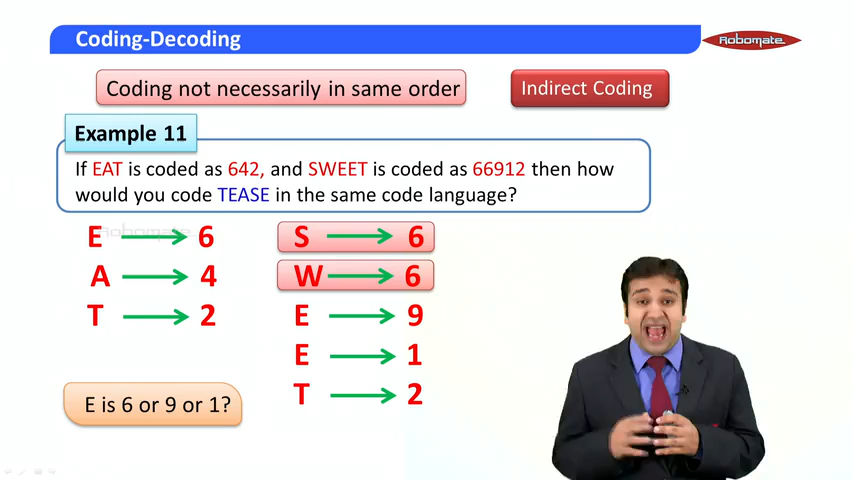 Coding-Decoding
Robomate
Coding not necessarily in same order
Indirect Coding
Example 11
If EAT is coded as 642, and SWEET is coded as 66912 then how
would you code TEASE in the same code language?
Robomate
E → 6
A → 4
T → 2
S → 6
W → 6
E → 9
E → 1
T → 2
E is 6 or 9 or 1?